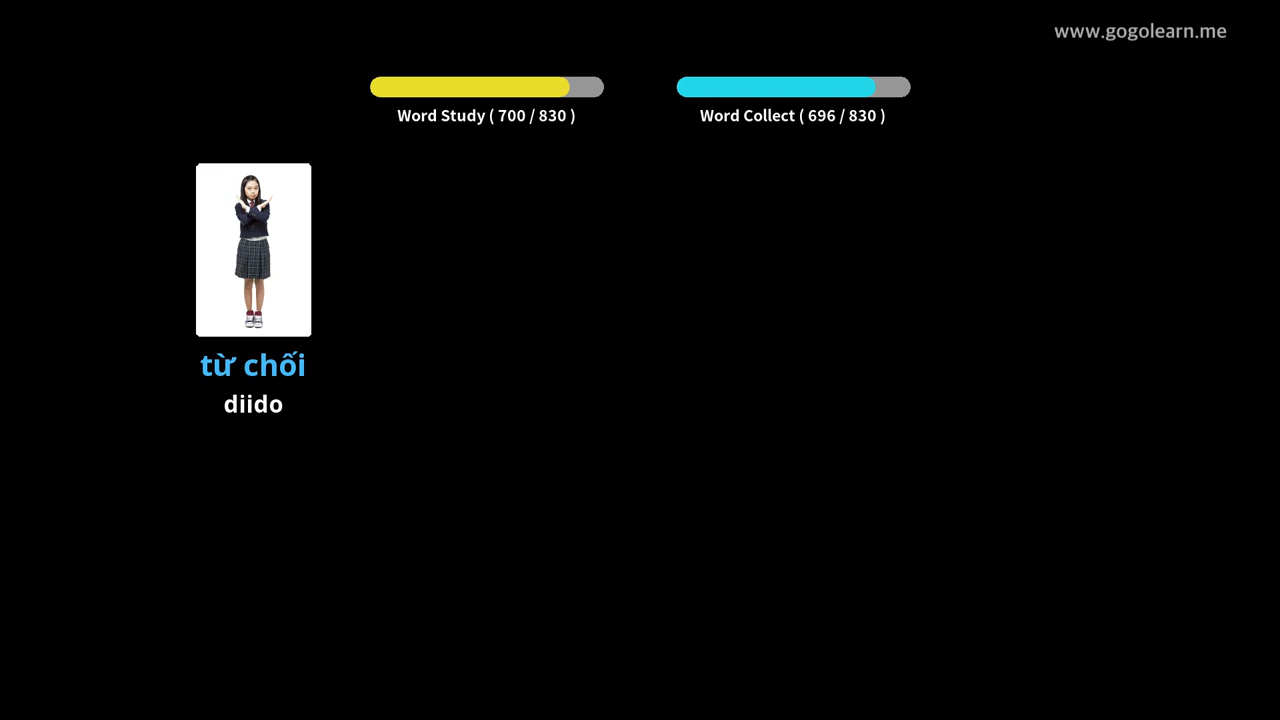 www.gogolearn.me
Word Study ( 700 / 830 )
Word Collect ( 696 / 830 )
từ chối
diido